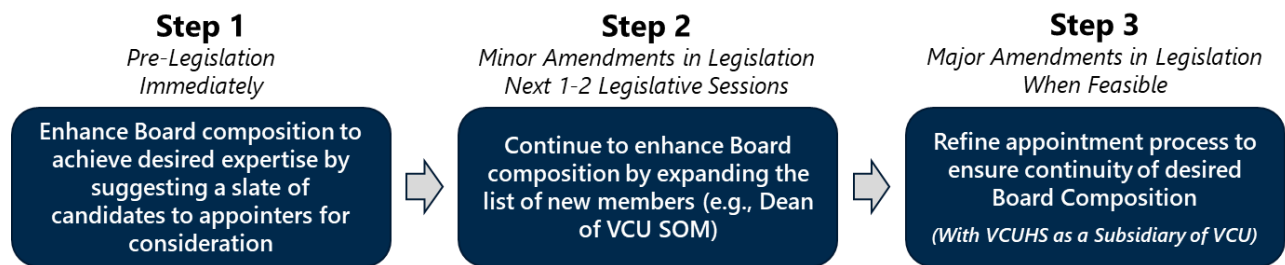 Step 1
Pre-Legislation
Immediately
Enhance Board composition to
achieve desired expertise by
suggesting a slate of
candidates to appointers for
consideration
Step 2
Minor Amendments in Legislation
Next 1-2 Legislative Sessions
Continue to enhance Board
composition by expanding the
list of new members (e.g., Dean
of VCU SOM)
Step 3
Major Amendments in Legislation
When Feasible
Refine appointment process to
ensure continuity of desired
Board Composition
(With VCUHS as a Subsidiary of VCU)